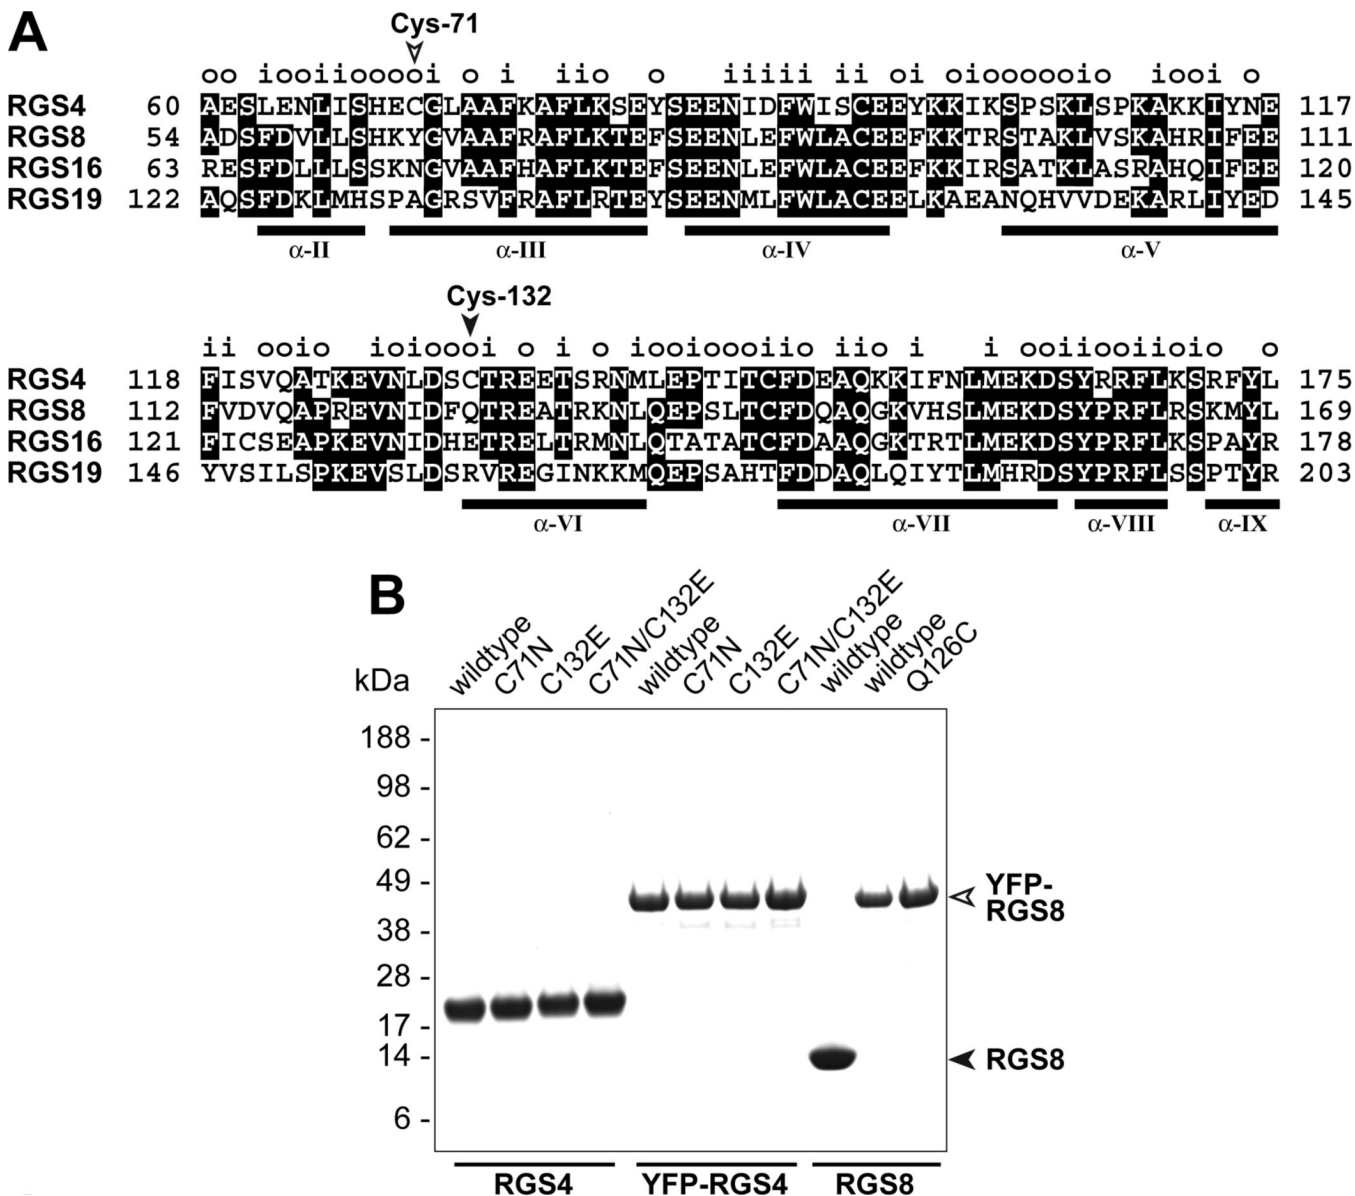 A
Cys-71
oo iooiiooooi o i iio o iiiii ii oi oioooooio iooi o
RGS4 60 AESLENLISHECGLAAFKAFLKSEYSEENIDFWISCEEYKKIKSPSKLSPKAKKIYNE 117
RGS8 54 ADSFDVLLSHKYGVAAFRAFLKTEFSEENLEFWLACEEFKKTRSTAKLVSKAHRIFEE 111
RGS16 63 RESFDLLLSSKNGVAAFHAFLKTEFSEENLEFWLACEEFKKIRSATKLASRAHQIFEE 120
RGS19 122 AQSFDKLMHSPAGRSVFRAFLRTEYSEENMLFWLACEELKAEANQHVVDEKARLIYED 145
α-II α-III α-IV α-V
Cys-132
ii ooio ioioooi o i o iooioooiio iio i i ooiiooiioio o
RGS4 118 FISVQATKEVNLDSCTREETSRNMLEPTITCFDEAQKKIFNLMEKDSYRRFLKSRFYL 175
RGS8 112 FVDVQAPREVNIDFQTREATRKNLQEPSLTCFDQAQGKVHSLMEKDSYPRFLRSKMYL 169
RGS16 121 FICSEAPKEVNIDHETRELTRMNLQTATATCFDAAQGKTRTLMEKDSYPRFLKSPAYR 178
RGS19 146 YVSILSPKEVSLDSRVREGINKKMQEPSAHTFDDAQLQIYTLMHRDSYPRFLSSPTYR 203
α-VI α-VII α-VIII α-IX
B
kDa
wildtype
C71N
C132E
C71N/C132E
wildtype
C71N
C132E
C71N/C132E
wildtype
wildtype
Q126C
188 -
98 -
62 -
49 -
38 -
28 -
17 -
14 -
6 -
YFP-
RGS8
RGS8
RGS4 YFP-RGS4 RGS8